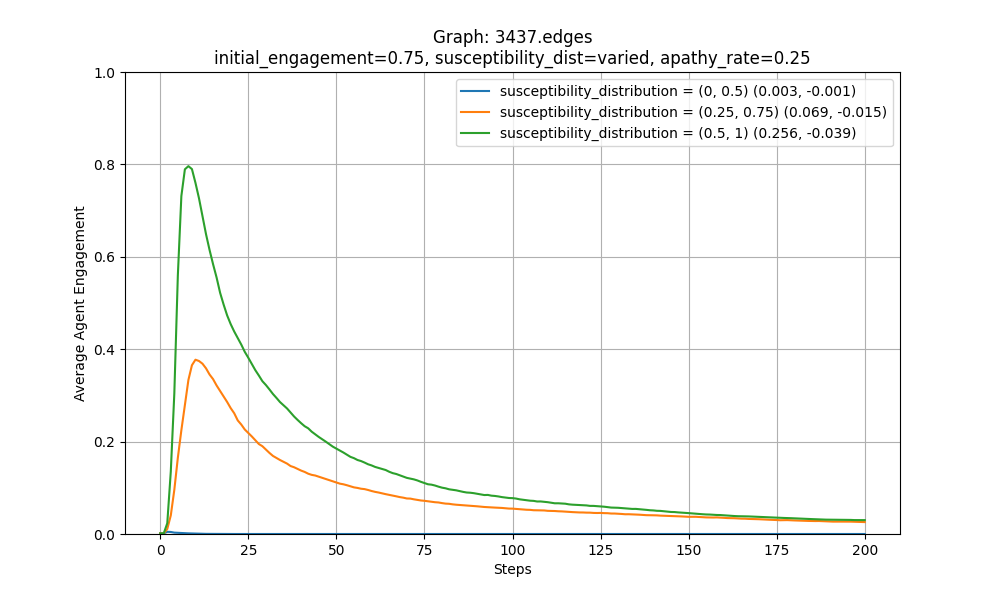 Graph: 3437.edges
initial_engagement=0.75, susceptibility_dist=varied, apathy_rate=0.25
susceptibility_distribution = (0, 0.5) (0.003, -0.001)
susceptibility_distribution = (0.25, 0.75) (0.069, -0.015)
susceptibility_distribution = (0.5, 1) (0.256, -0.039)
Average Agent Engagement
1.0
0.8
0.6
0.4
0.2
0.0
0 25 50 75 100 125 150 175 200
Steps